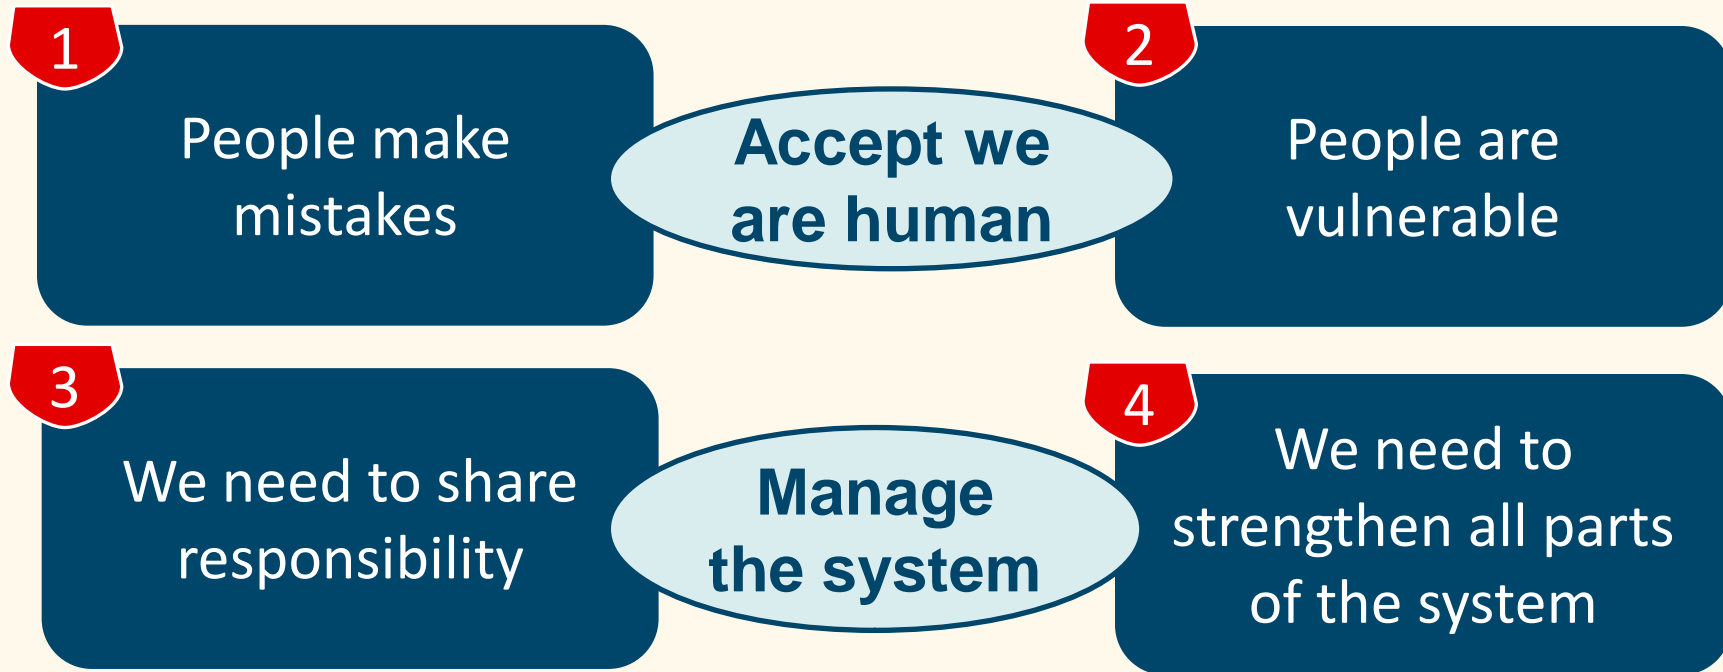 1
People make
mistakes
Accept we
are human
2
People are
vulnerable
3
We need to share
responsibility
Manage
the system
4
We need to
strengthen all parts
of the system